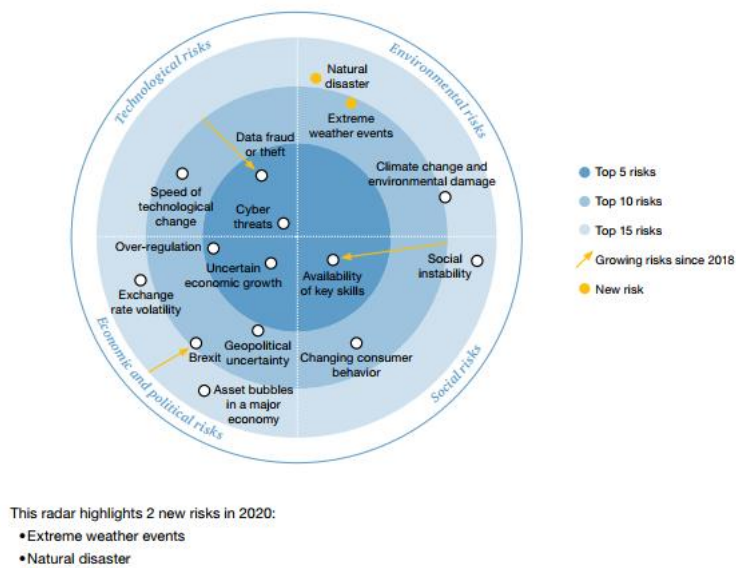 Technological risks
Environmental risks
Natural
disaster
Extreme
weather events
Data fraud
or theft
Climate change and
environmental damage
Speed of
technological
change
Cyber
threats
Over-regulation
Uncertain
economic growth
Availability
of key skills
Social
instability
Exchange
rate volatility
Brexit
Geopolitical
uncertainty
Changing consumer
behavior
Asset bubbles
in a major
economy
Economic and political risks
Social risks
Top 5 risks
Top 10 risks
Top 15 risks
Growing risks since 2018
New risk
This radar highlights 2 new risks in 2020:
•Extreme weather events
•Natural disaster